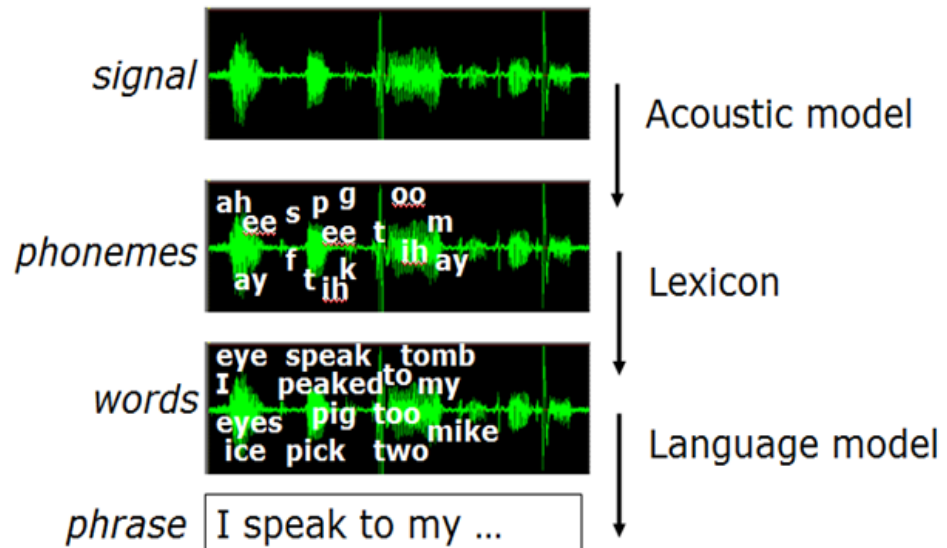 signal
Acoustic model
ah ee s p g oo
ee t m
phonemes
f ih ay
ay t ih k
Lexicon
eye speak tomb
I peaked to my
words
eyes pig too
mike
ice pick two
Language model
phrase I speak to my ...